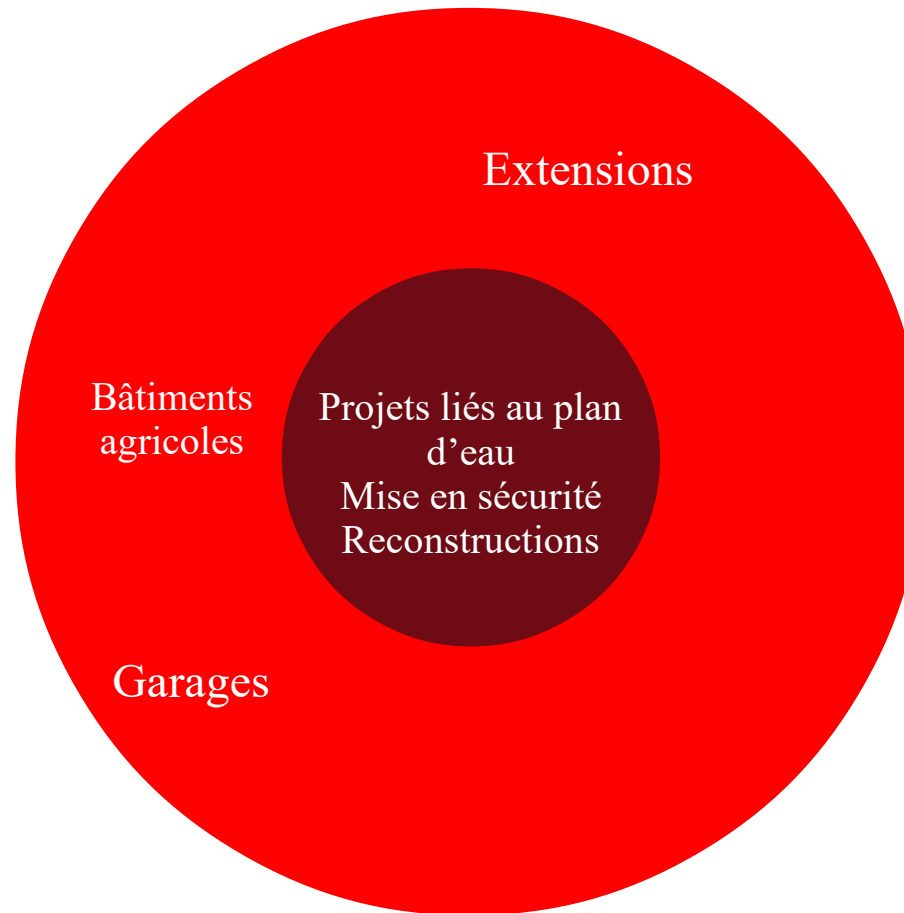 Extensions
Bâtiments
agricoles
Projets liés au plan
d’eau
Mise en sécurité
Reconstructions
Garages